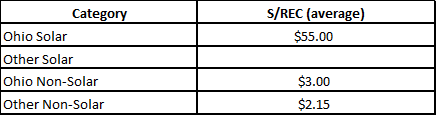 Category S/REC (average)
Ohio Solar $55.00
Other Solar
Ohio Non-Solar $3.00
Other Non-Solar $2.15